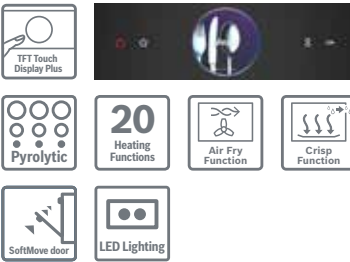 TFT Touch
Display Plus
Pyrolytic
20
Heating
Functions
Air Fry
Function
Crisp
Function
SoftMove door
LED Lighting